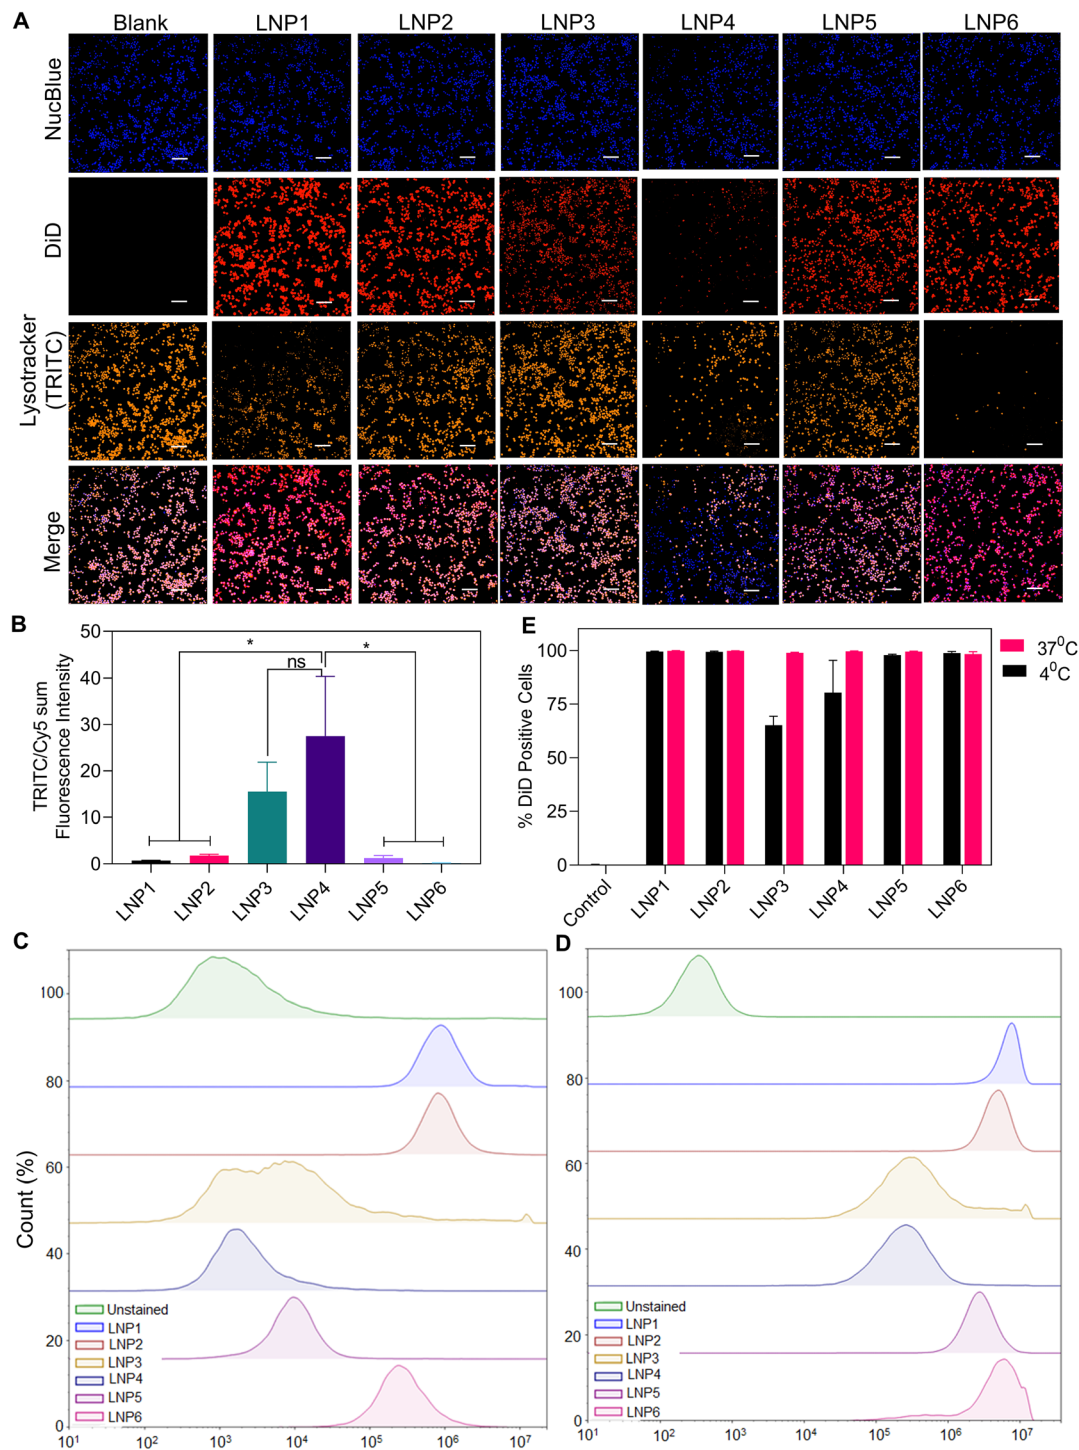 A
Blank LNP1 LNP2 LNP3 LNP4 LNP5 LNP6
NucBlue
DiD
Lysotracker
(TRITC)
Merge
B
TRITC/Cy5 sum
Fluorescence Intensity
50
40
30
20
10
0
* ns *
LNP1 LNP2 LNP3 LNP4 LNP5 LNP6
E
% DiD Positive Cells
100
75
50
25
0
37⁰C
4⁰C
Control LNP1 LNP2 LNP3 LNP4 LNP5 LNP6
C
Count (%)
100
80
60
40
20
0
Unstained
LNP1
LNP2
LNP3
LNP4
LNP5
LNP6
10¹ 10² 10³ 10⁴ 10⁵ 10⁶ 10⁷
D
100
80
60
40
20
0
Unstained
LNP1
LNP2
LNP3
LNP4
LNP5
LNP6
10¹ 10² 10³ 10⁴ 10⁵ 10⁶ 10⁷